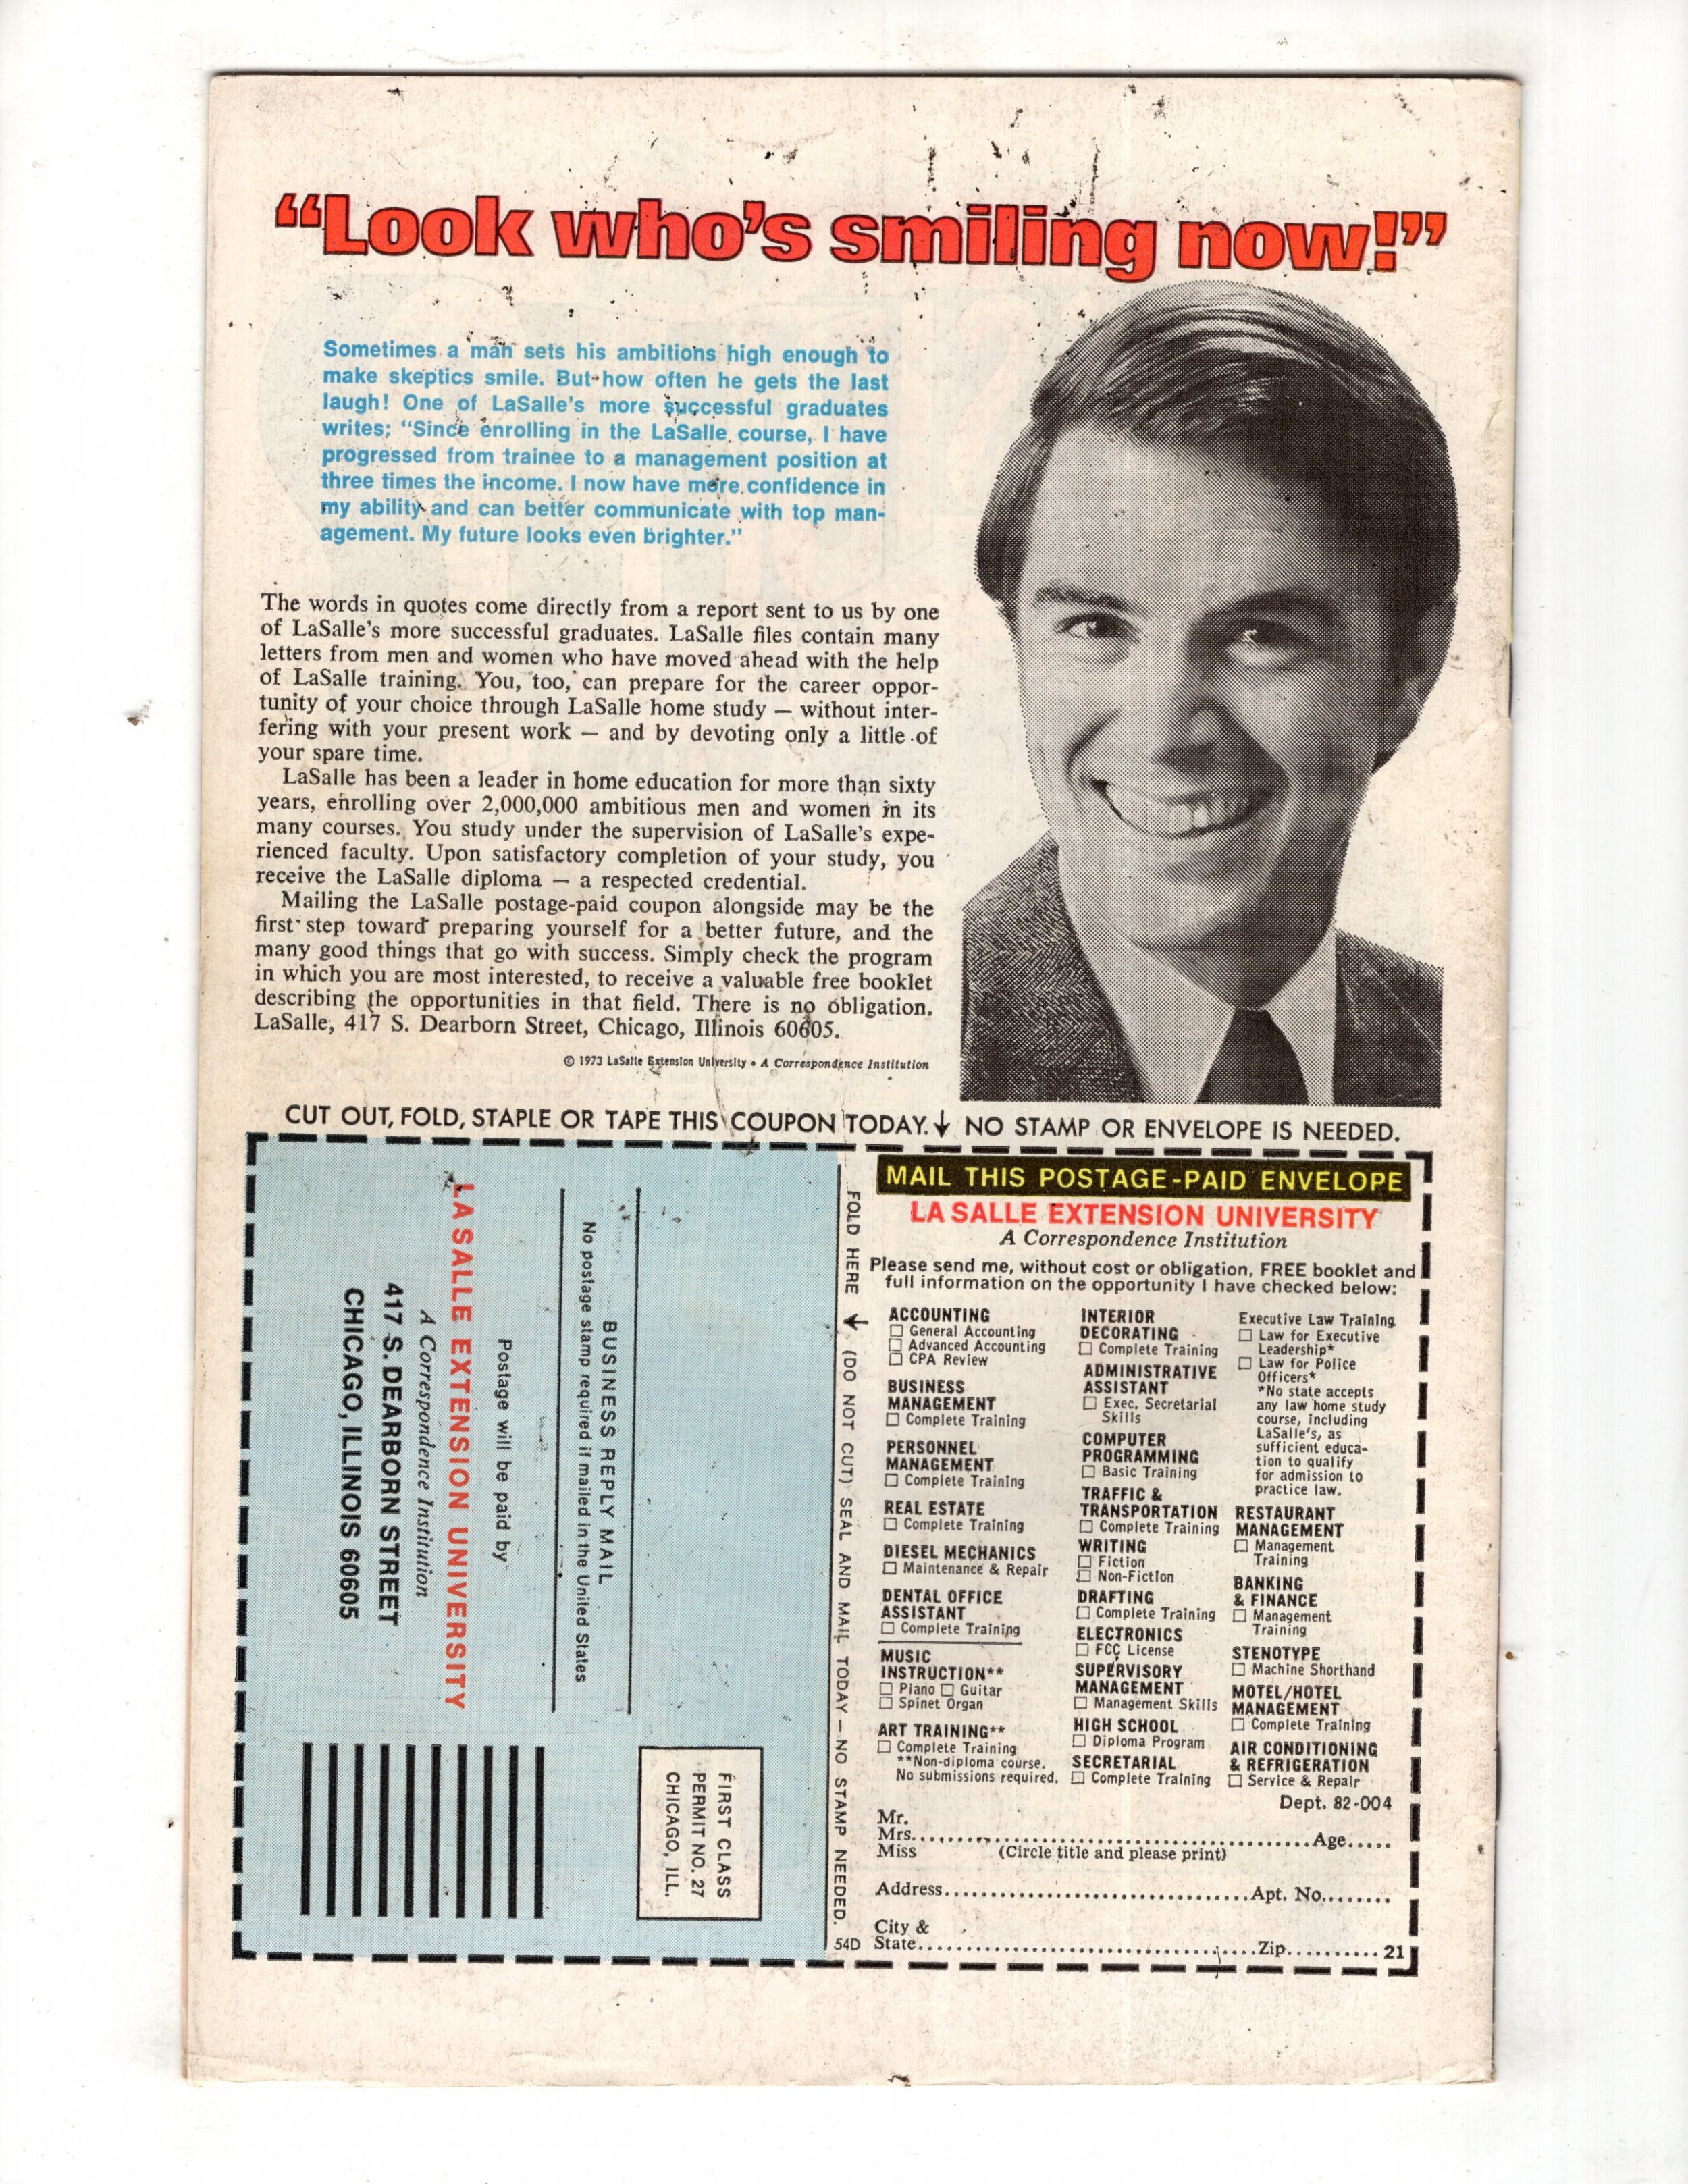 “Look who’s smiling now!”
Sometimes a man sets his ambitions high enough to
make skeptics smile. But how often he gets the last
laugh! One of LaSalle’s more successful graduates
writes: “Since enrolling in the LaSalle course, I have
progressed from trainee to a management position at
three times the income. I now have more confidence in
my ability and can better communicate with top man-
agement. My future looks even brighter.”
The words in quotes come directly from a report sent to us by one
of LaSalle’s more successful graduates. LaSalle files contain many
letters from men and women who have moved ahead with the help
of LaSalle training. You, too, can prepare for the career oppor-
tunity of your choice through LaSalle home study — without inter-
fering with your present work — and by devoting only a little of
your spare time.
LaSalle has been a leader in home education for more than sixty
years, enrolling over 2,000,000 ambitious men and women in its
many courses. You study under the supervision of LaSalle’s expe-
rienced faculty. Upon satisfactory completion of your study, you
receive the LaSalle diploma — a respected credential.
Mailing the LaSalle postage-paid coupon alongside may be the
first step toward preparing yourself for a better future, and the
many good things that go with success. Simply check the program
in which you are most interested, to receive a valuable free booklet
describing the opportunities in that field. There is no obligation.
LaSalle, 417 S. Dearborn Street, Chicago, Illinois 60605.
© 1973 LaSalle Extension University • A Correspondence Institution
CUT OUT, FOLD, STAPLE OR TAPE THIS COUPON TODAY.↓ NO STAMP OR ENVELOPE IS NEEDED.
FIRST CLASS
PERMIT NO. 27
CHICAGO, ILL.
BUSINESS REPLY MAIL
No postage stamp required if mailed in the United States
Postage will be paid by
LA SALLE EXTENSION UNIVERSITY
A Correspondence Institution
417 S. DEARBORN STREET
CHICAGO, ILLINOIS 60605
FOLD HERE ↓ (DO NOT CUT) SEAL AND MAIL TODAY — NO STAMP NEEDED.
54D
MAIL THIS POSTAGE-PAID ENVELOPE
LA SALLE EXTENSION UNIVERSITY
A Correspondence Institution
Please send me, without cost or obligation, FREE booklet and
full information on the opportunity I have checked below:
ACCOUNTING
☐ General Accounting
☐ Advanced Accounting
☐ CPA Review
BUSINESS
MANAGEMENT
☐ Complete Training
PERSONNEL
MANAGEMENT
☐ Complete Training
REAL ESTATE
☐ Complete Training
DIESEL MECHANICS
☐ Maintenance & Repair
DENTAL OFFICE
ASSISTANT
☐ Complete Training
MUSIC
INSTRUCTION**
☐ Piano ☐ Guitar
☐ Spinet Organ
ART TRAINING**
☐ Complete Training
**Non-diploma course.
No submissions required.
INTERIOR
DECORATING
☐ Complete Training
ADMINISTRATIVE
ASSISTANT
☐ Exec. Secretarial
Skills
COMPUTER
PROGRAMMING
☐ Basic Training
TRAFFIC &
TRANSPORTATION
☐ Complete Training
WRITING
☐ Fiction
☐ Non-Fiction
DRAFTING
☐ Complete Training
ELECTRONICS
☐ FCC License
SUPERVISORY
MANAGEMENT
☐ Management Skills
HIGH SCHOOL
☐ Diploma Program
SECRETARIAL
☐ Complete Training
Executive Law Training
☐ Law for Executive
Leadership*
☐ Law for Police
Officers*
*No state accepts
any law home study
course, including
LaSalle’s, as
sufficient educa-
tion to qualify
for admission to
practice law.
RESTAURANT
MANAGEMENT
☐ Management
Training
BANKING
& FINANCE
☐ Management
Training
STENOTYPE
☐ Machine Shorthand
MOTEL/HOTEL
MANAGEMENT
☐ Complete Training
AIR CONDITIONING
& REFRIGERATION
☐ Service & Repair
Dept. 82-004
Mr.
Mrs. Age
Miss (Circle title and please print)
Address Apt. No.
City &
State Zip 21